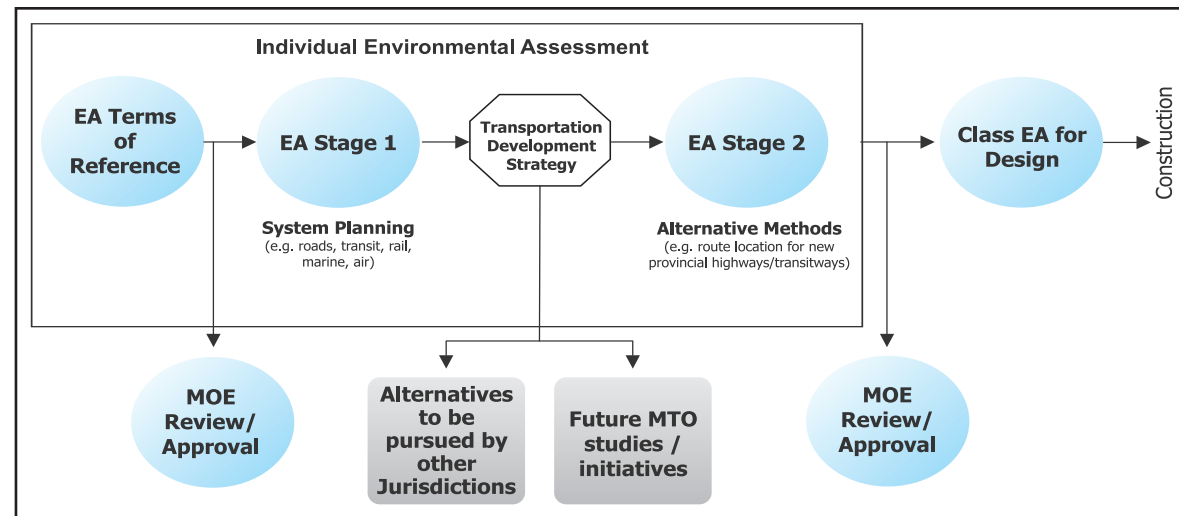 Individual Environmental Assessment
EA Terms
of
Reference
EA Stage 1
Transportation
Development
Strategy
EA Stage 2
Class EA for
Design
Construction
System Planning
(e.g. roads, transit, rail,
marine, air)
Alternative Methods
(e.g. route location for new
provincial highways/transitways)
MOE
Review/
Approval
Alternatives
to be
pursued by
other
Jurisdictions
Future MTO
studies /
initiatives
MOE
Review/
Approval